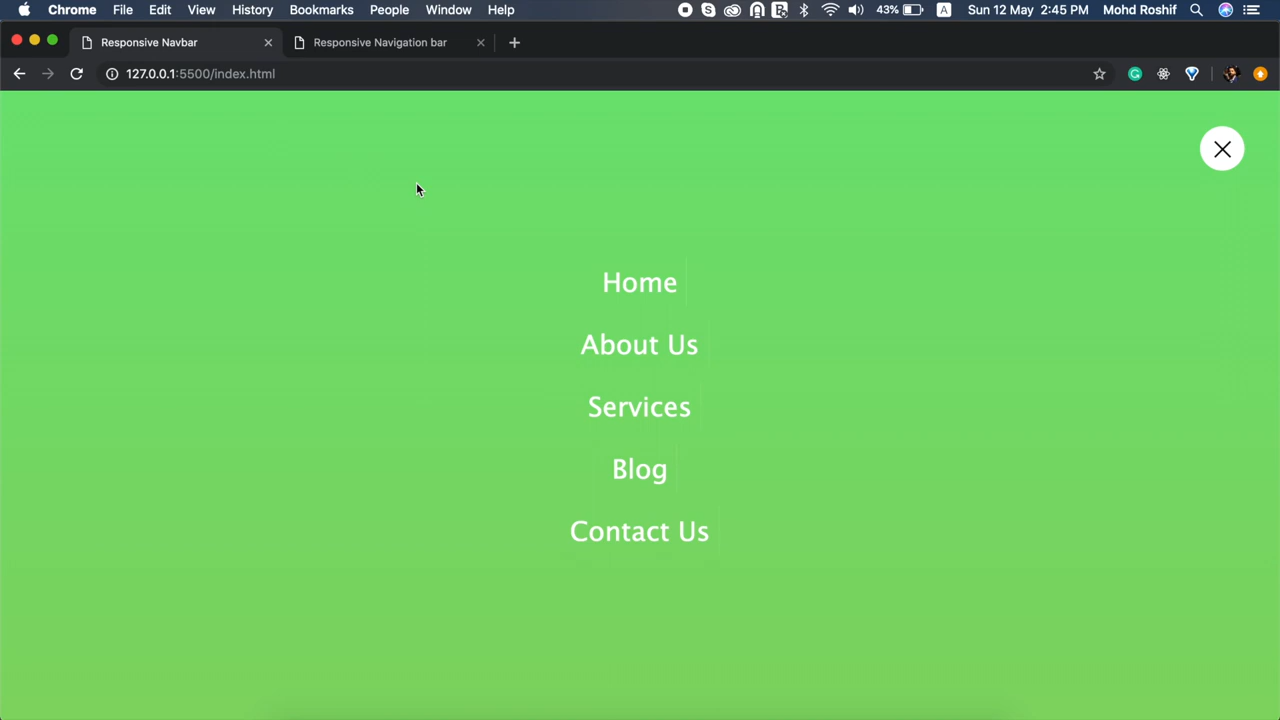 Chrome File Edit View History Bookmarks People Window Help 43% A Sun 12 May 2:45 PM Mohd Roshif
Responsive Navbar Responsive Navigation bar
127.0.0.1:5500/index.html
Home
About Us
Services
Blog
Contact Us